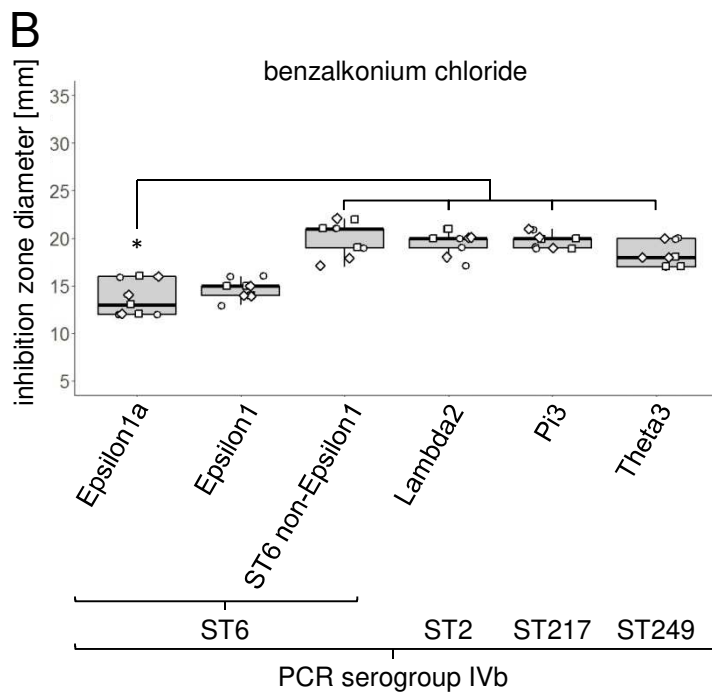 B
benzalkonium chloride
inhibition zone diameter [mm]
35
30
25
20
15
10
5
*
Epsilon1a
Epsilon1
ST6 non-Epsilon1
Lambda2
Pi3
Theta3
ST6 ST2 ST217 ST249
PCR serogroup IVb